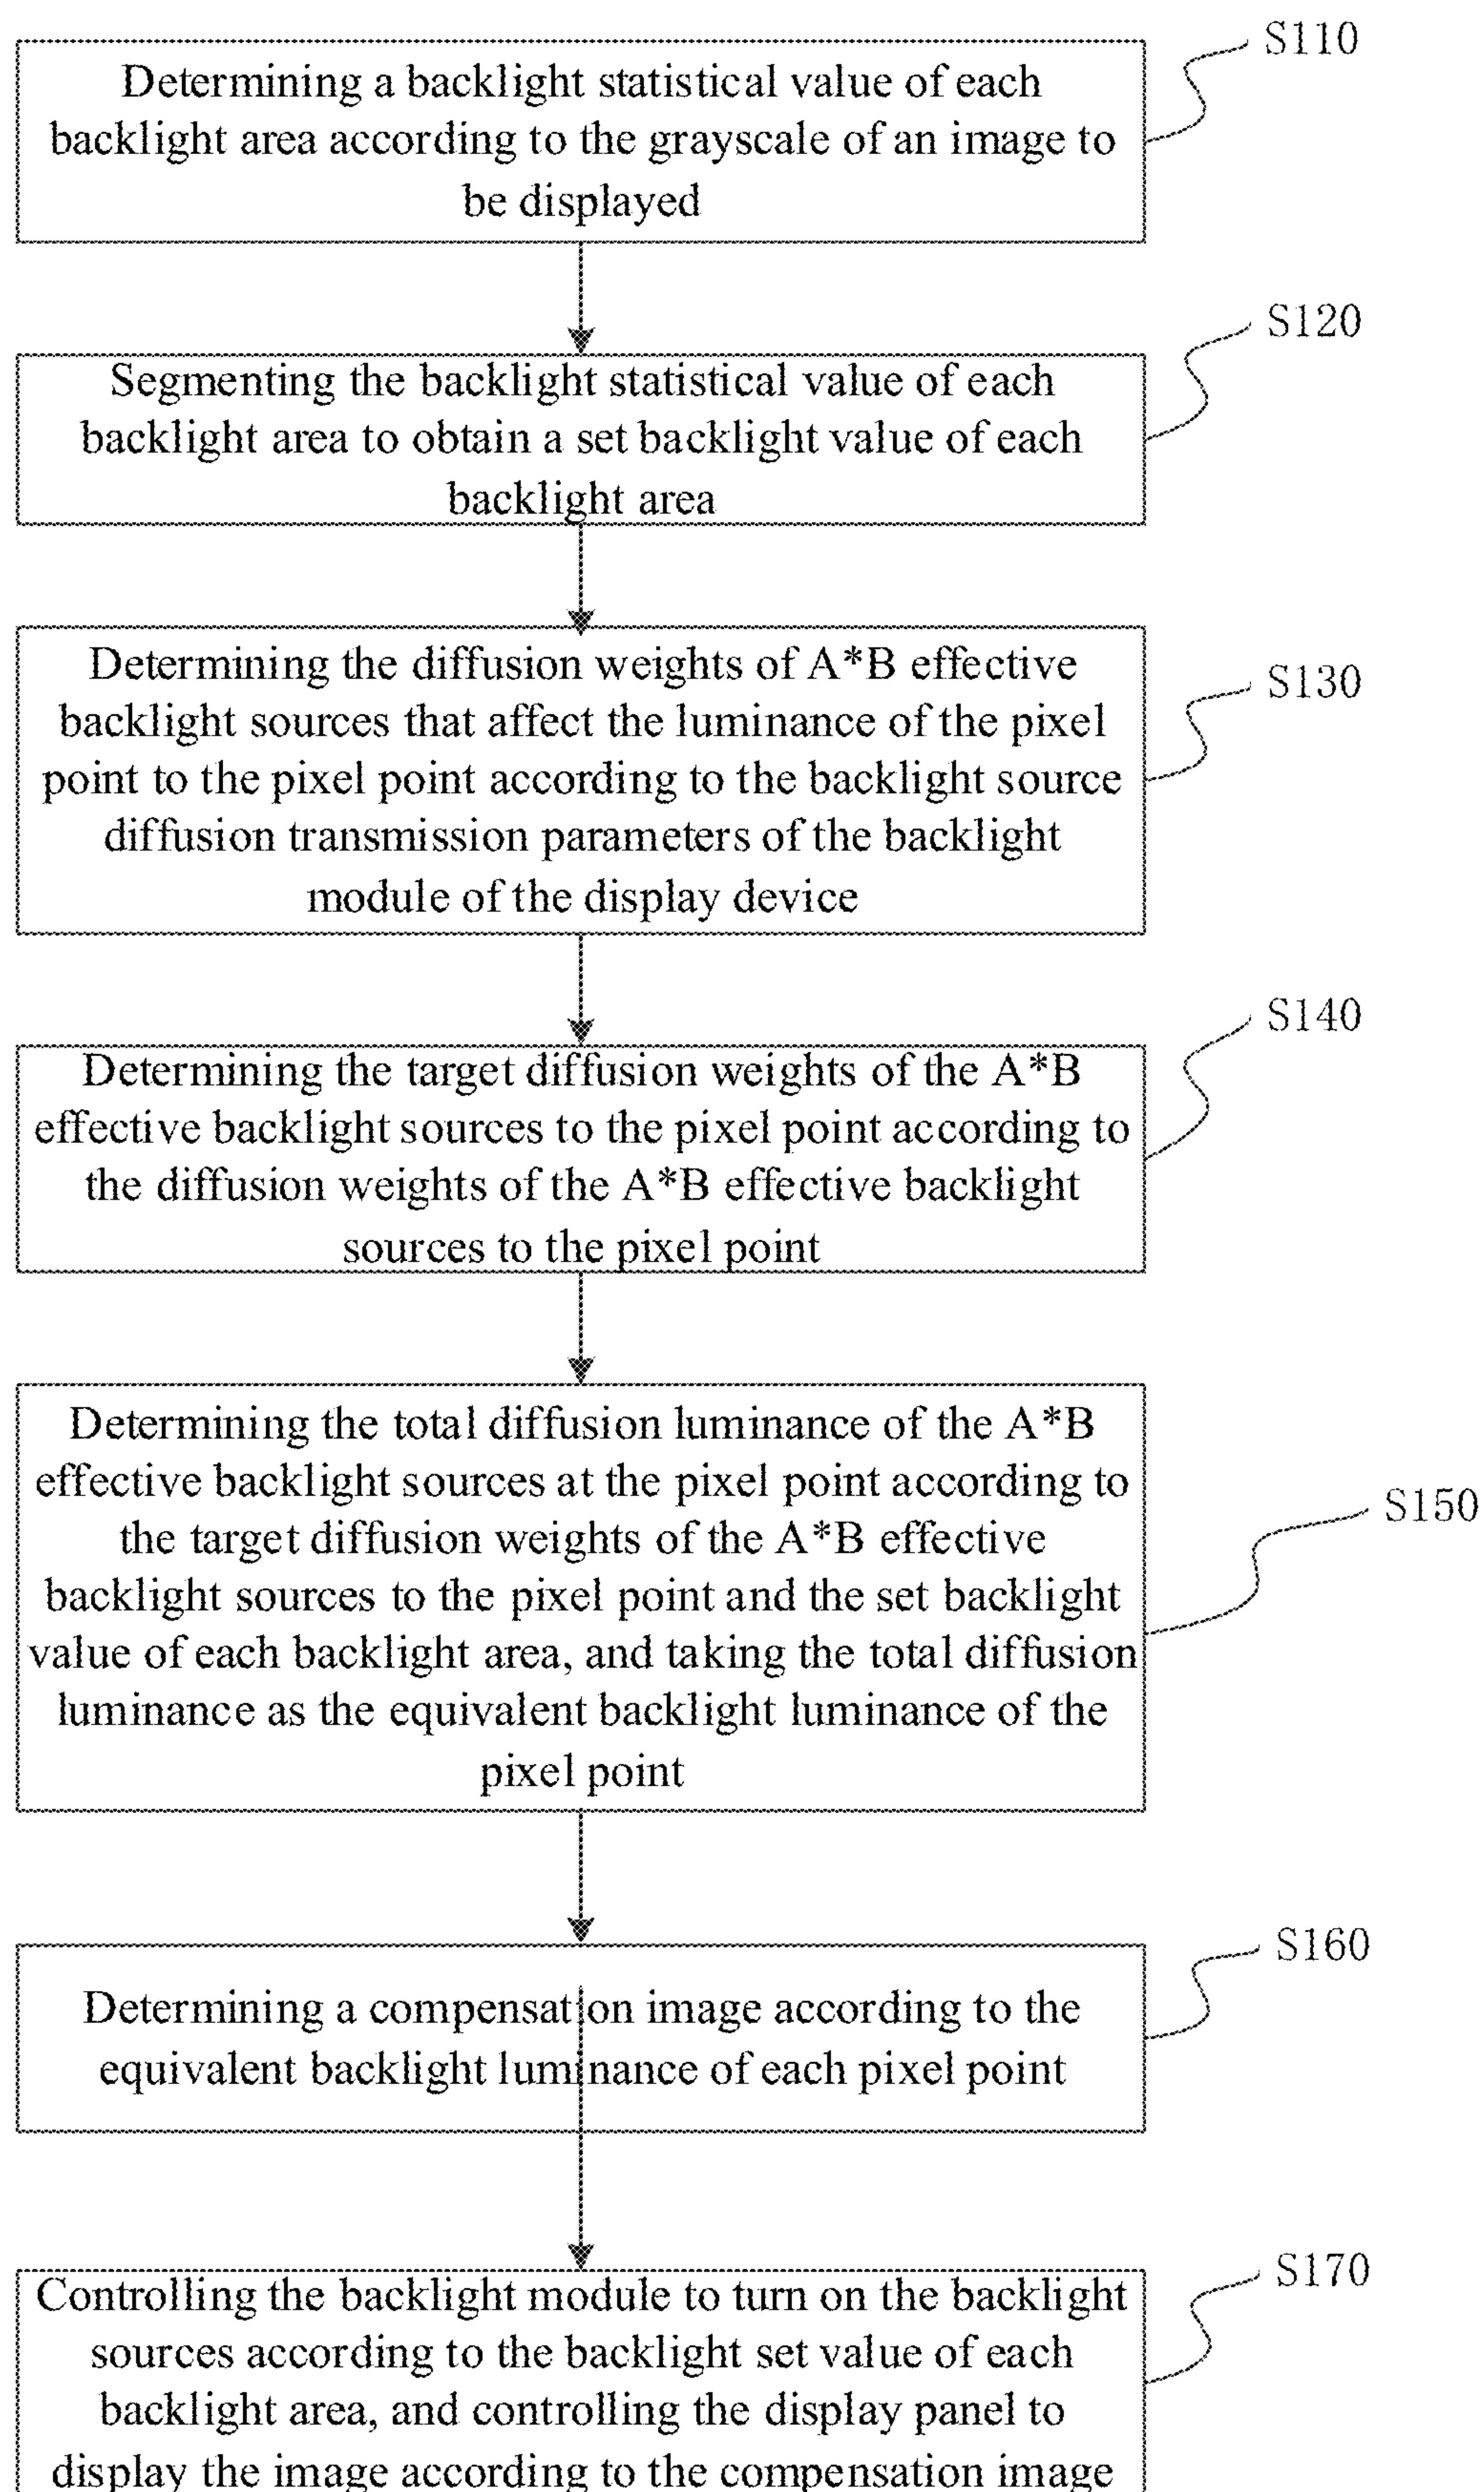 S110
Determining a backlight statistical value of each
backlight area according to the grayscale of an image to
be displayed
S120
Segmenting the backlight statistical value of each
backlight area to obtain a set backlight value of each
backlight area
S130
Determining the diffusion weights of A*B effective
backlight sources that affect the luminance of the pixel
point to the pixel point according to the backlight source
diffusion transmission parameters of the backlight
module of the display device
S140
Determining the target diffusion weights of the A*B
effective backlight sources to the pixel point according to
the diffusion weights of the A*B effective backlight
sources to the pixel point
S150
Determining the total diffusion luminance of the A*B
effective backlight sources at the pixel point according to
the target diffusion weights of the A*B effective
backlight sources to the pixel point and the set backlight
value of each backlight area, and taking the total diffusion
luminance as the equivalent backlight luminance of the
pixel point
S160
Determining a compensation image according to the
equivalent backlight luminance of each pixel point
S170
Controlling the backlight module to turn on the backlight
sources according to the backlight set value of each
backlight area, and controlling the display panel to
display the image according to the compensation image